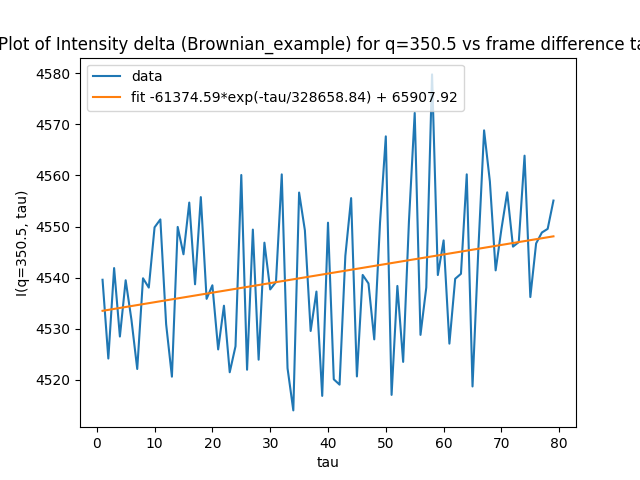 Plot of Intensity delta (Brownian_example) for q=350.5 vs frame difference ta
data
fit -61374.59*exp(-tau/328658.84) + 65907.92
I(q=350.5, tau)
4580
4570
4560
4550
4540
4530
4520
0 10 20 30 40 50 60 70 80
tau